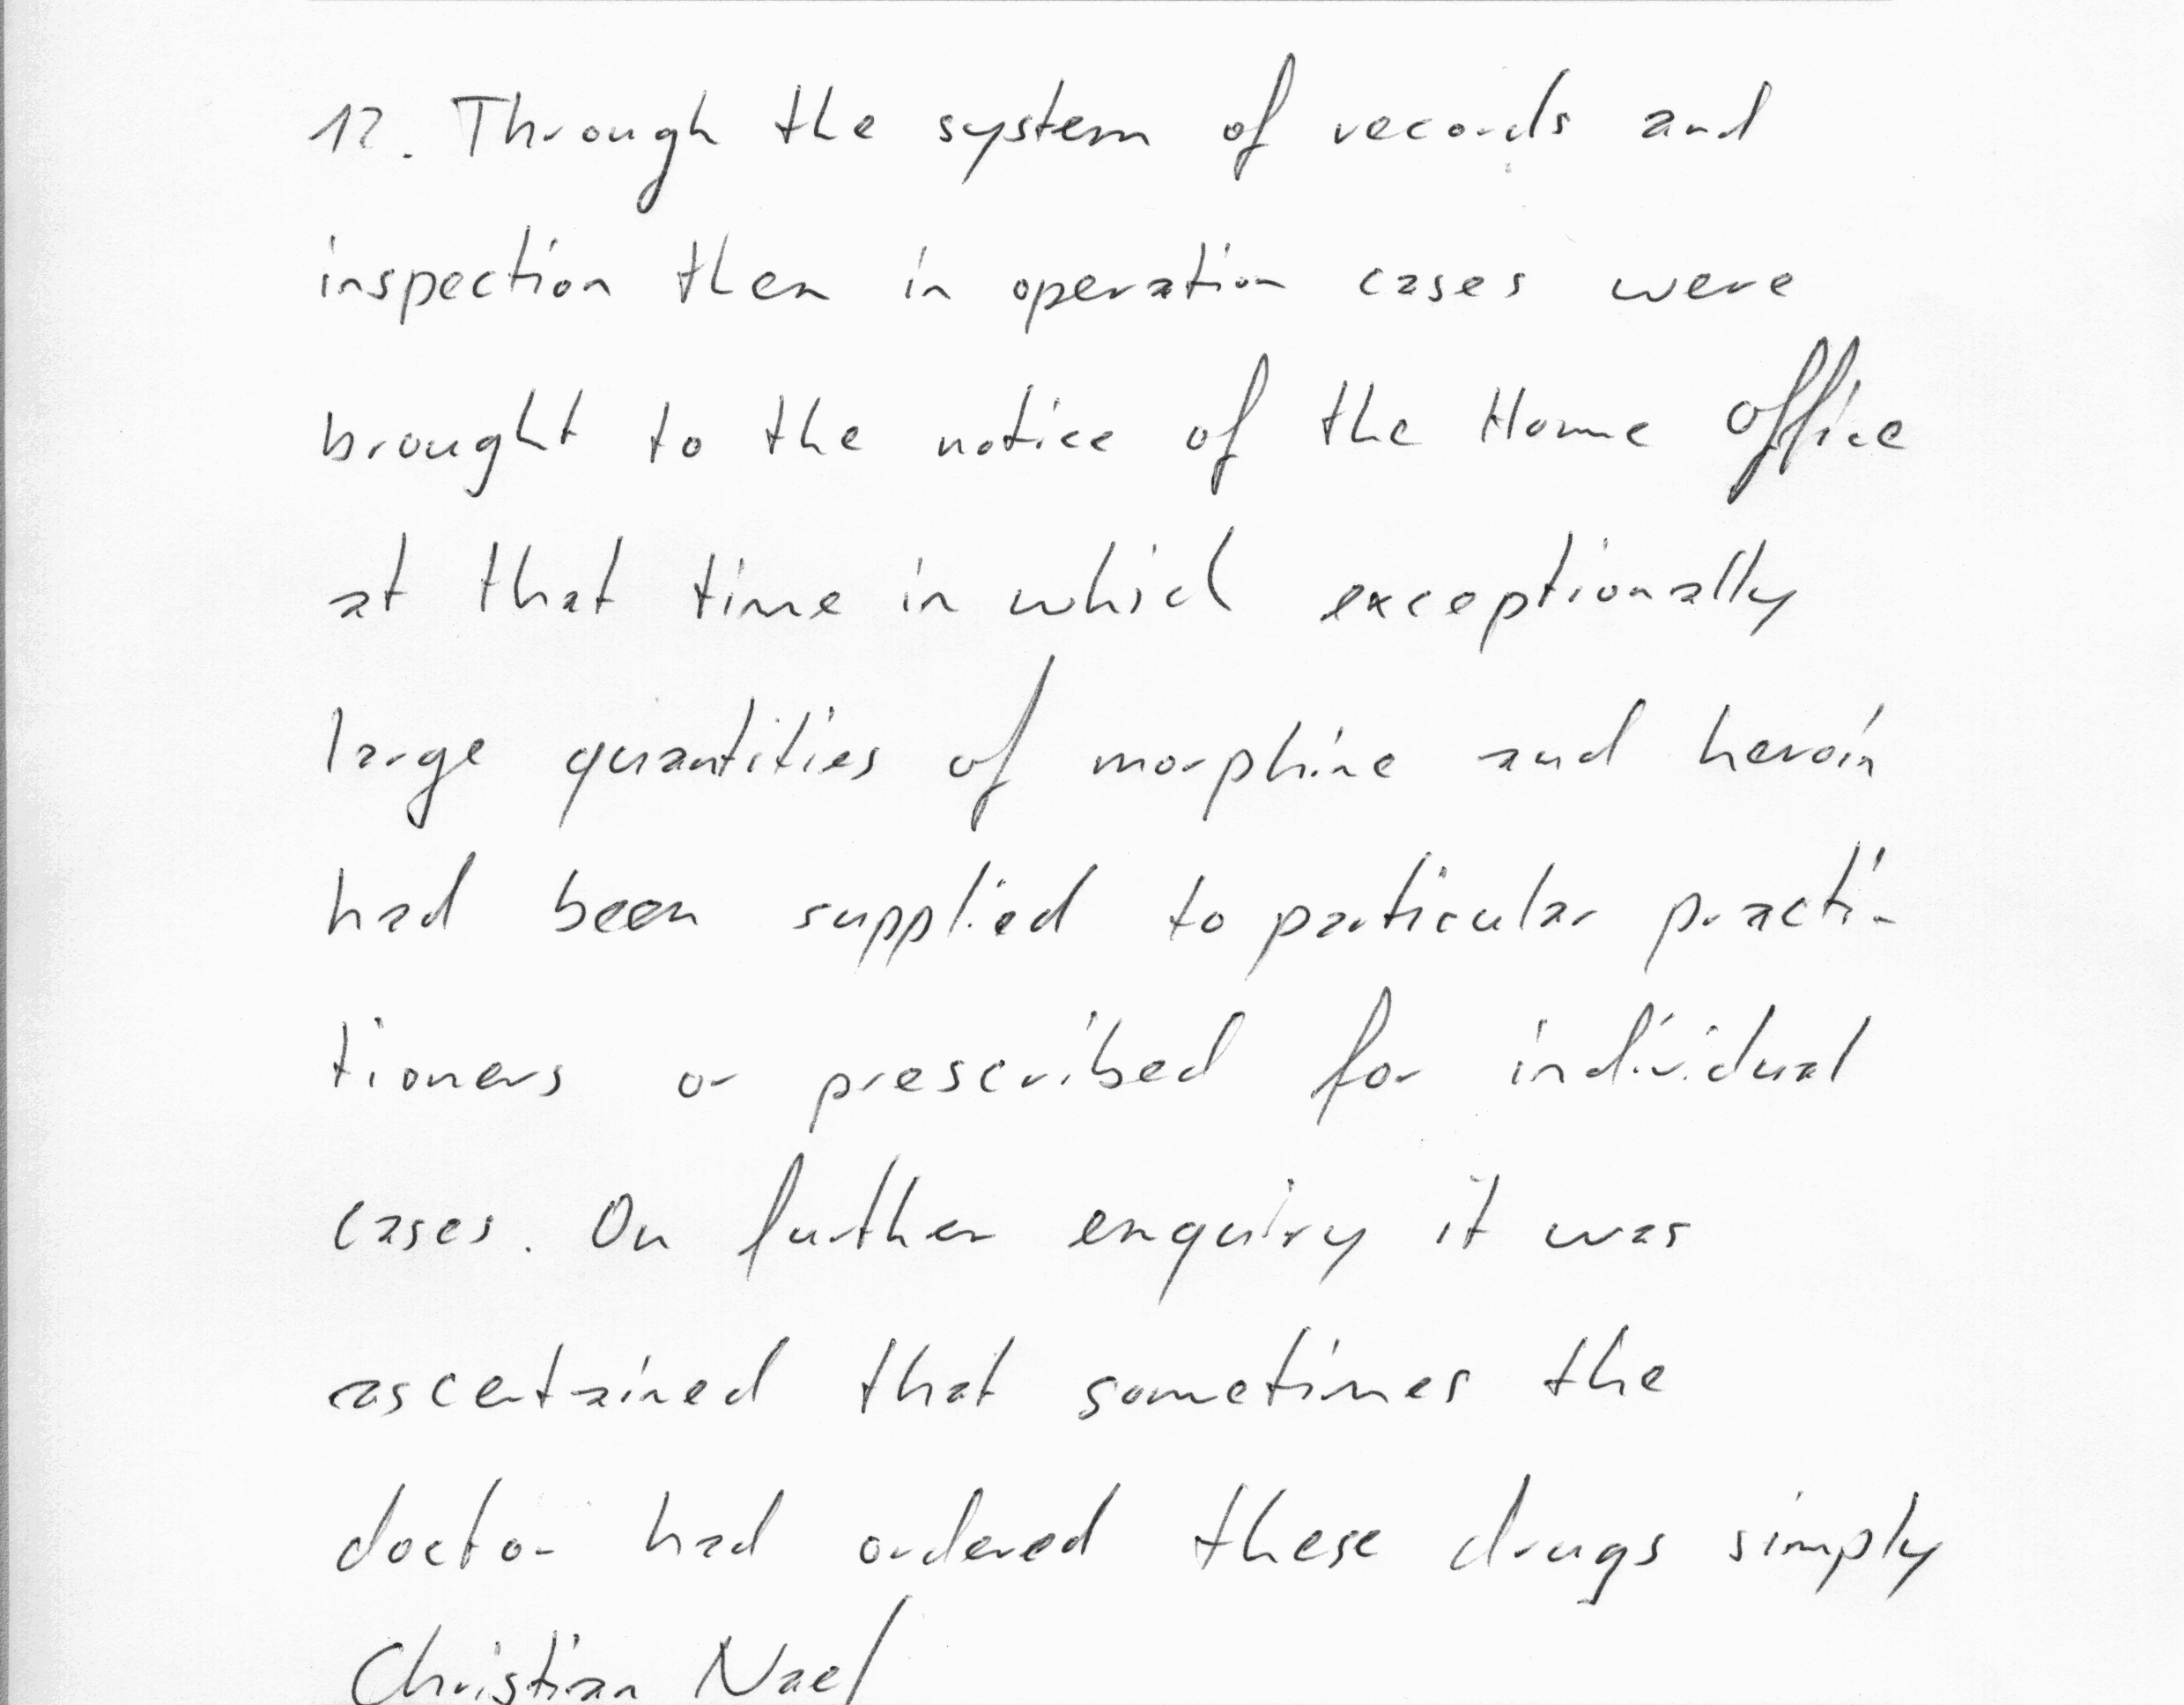 12. Through the system of records and
inspection then in operation cases were
brought to the notice of the Home Office
at that time in which exceptionally
large quantities of morphine and heroin
had been supplied to particular practi-
tioners or prescribed for individual
cases. On further enquiry it was
ascertained that sometimes the
doctor had ordered these drugs simply
Christian Nael